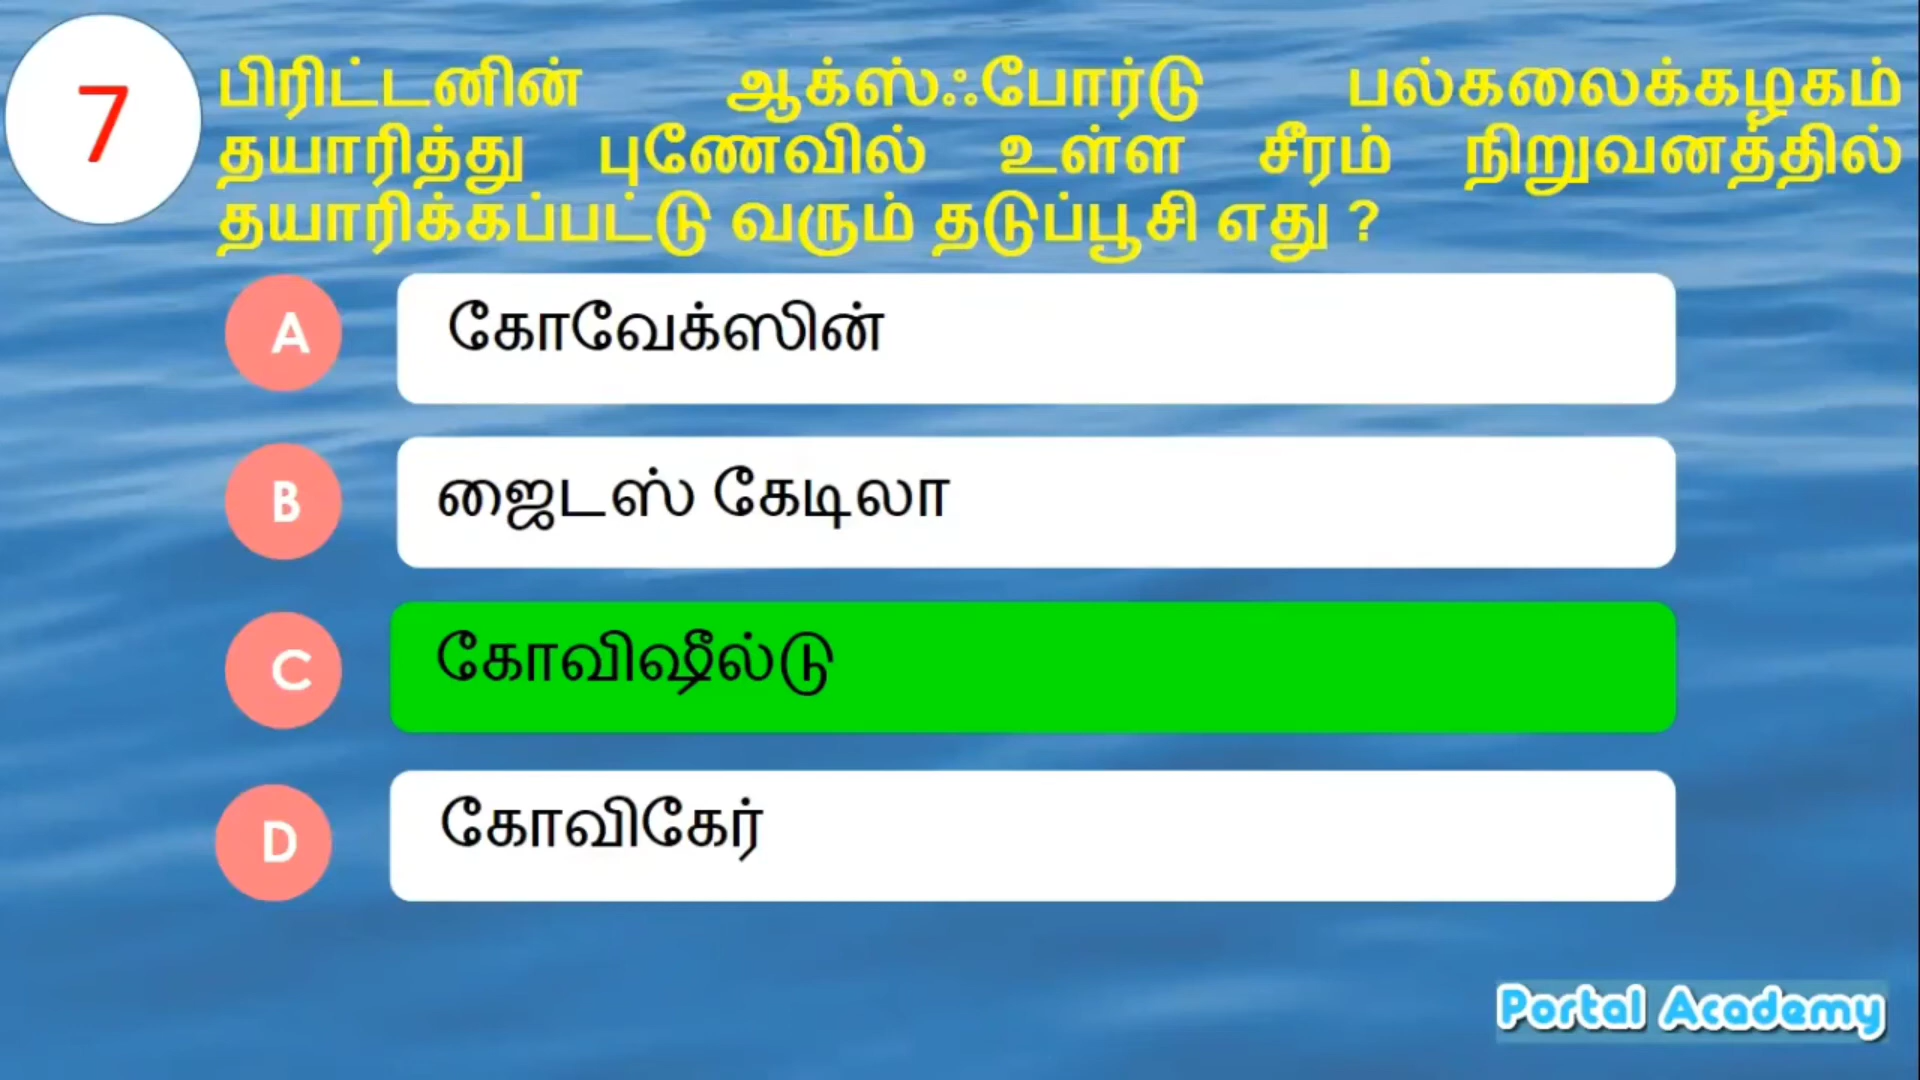 7
பிரிட்டனின் ஆக்ஸ்ஃபோர்டு பல்கலைக்கழகம்
தயாரித்து புணேவில் உள்ள சீரம் நிறுவனத்தில்
தயாரிக்கப்பட்டு வரும் தடுப்பூசி எது ?
A கோவேக்ஸின்
B ஜைடஸ் கேடிலா
C கோவிஷீல்டு
D கோவிகேர்
Portal Academy